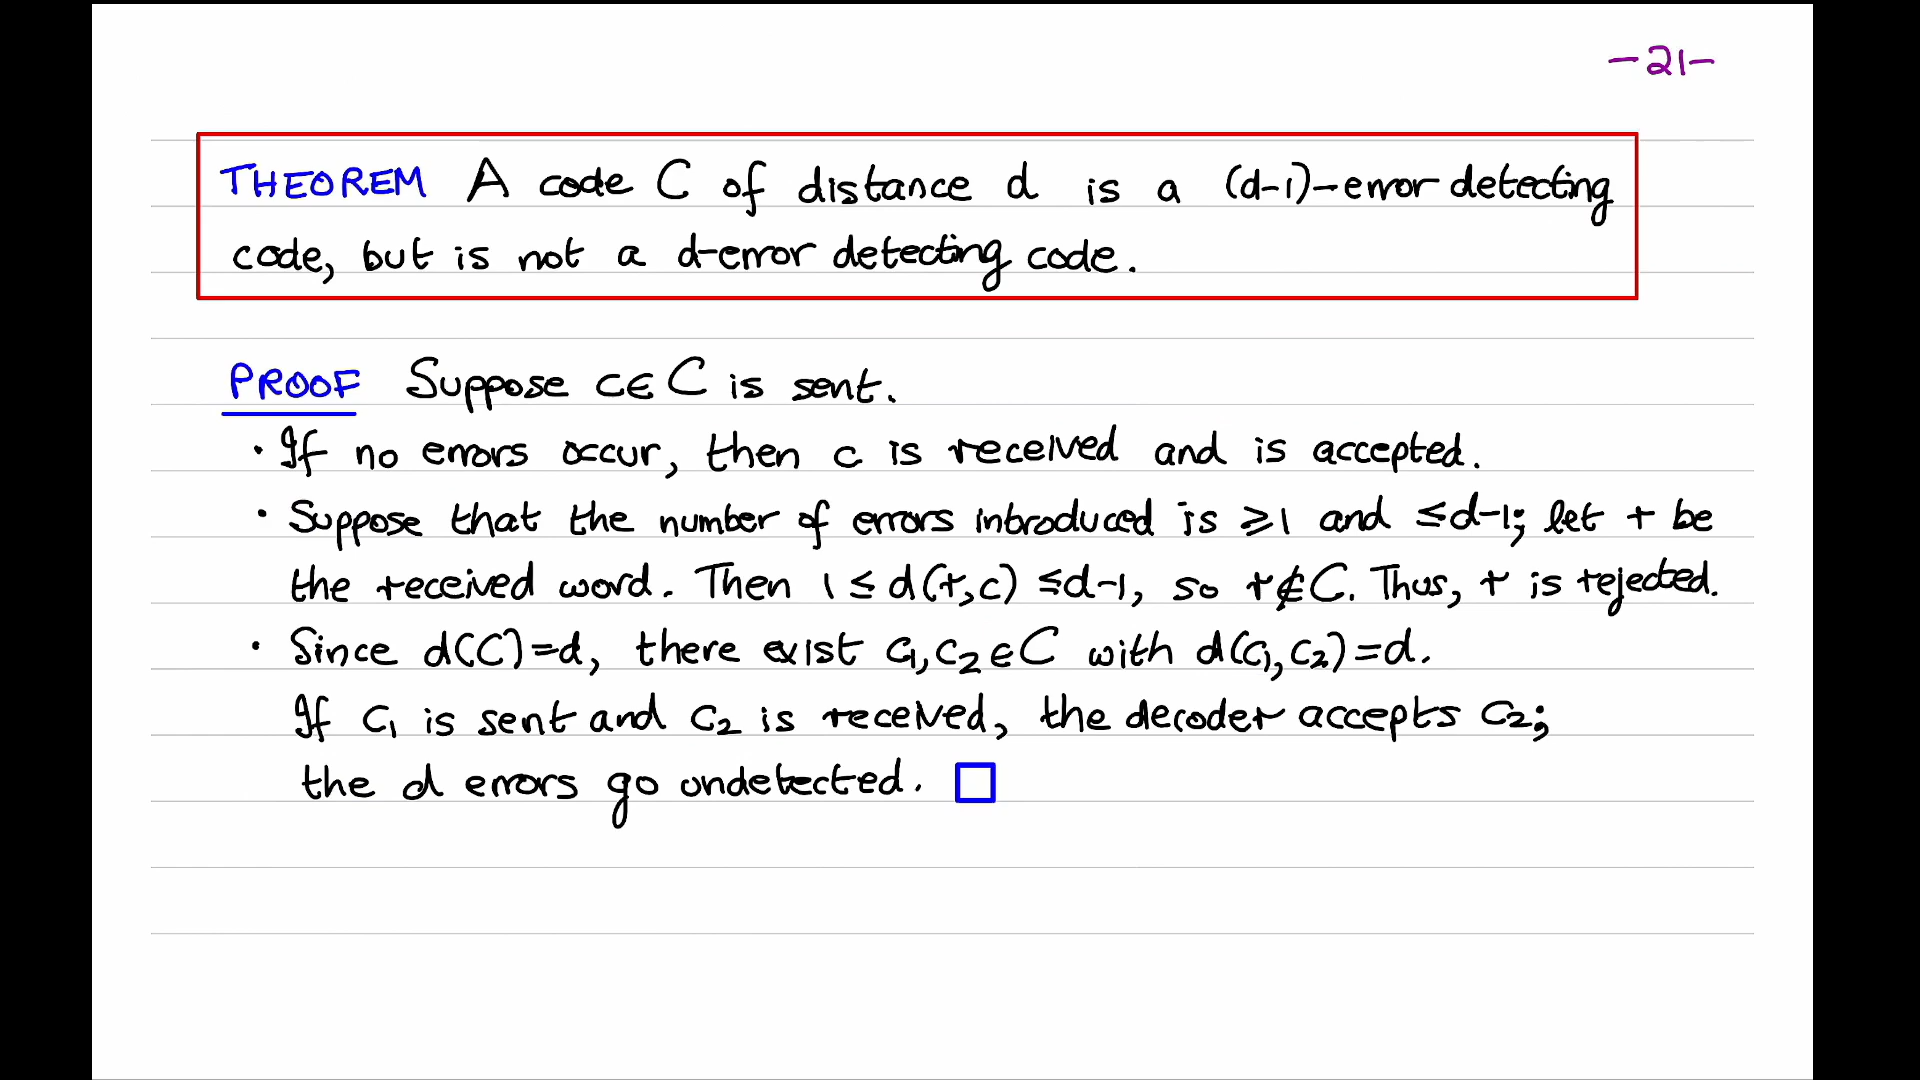 -21-
THEOREM A code C of distance d is a (d-1)-error detecting
code, but is not a d-error detecting code.
PROOF Suppose c∈C is sent.
· If no errors occur, then c is received and is accepted.
· Suppose that the number of errors introduced is ≥1 and ≤d-1; let r be
the received word. Then 1≤d(r,c)≤d-1, so r∉C. Thus, r is rejected.
· Since d(C)=d, there exist c₁,c₂∈C with d(c₁,c₂)=d.
If c₁ is sent and c₂ is received, the decoder accepts c₂;
the d errors go undetected. □